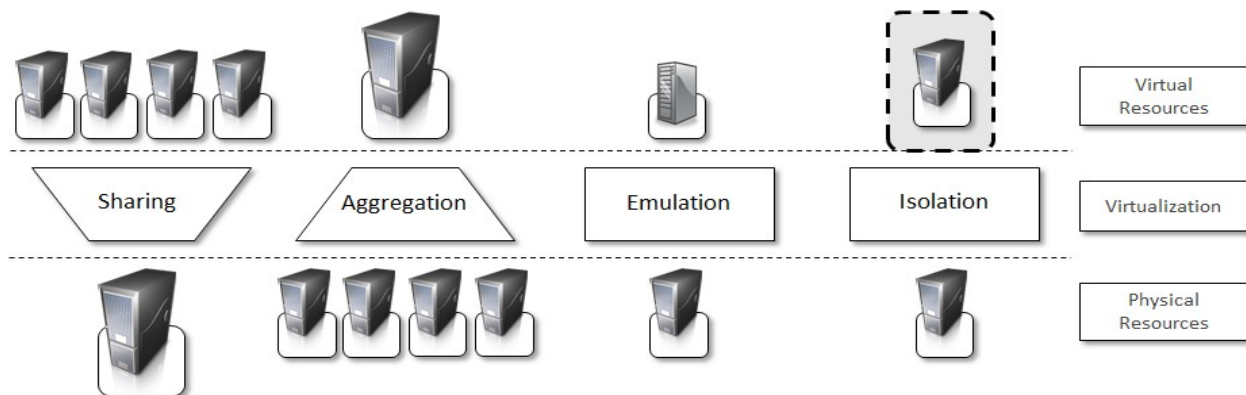 Virtual
Resources
Sharing
Aggregation
Emulation
Isolation
Virtualization
Physical
Resources